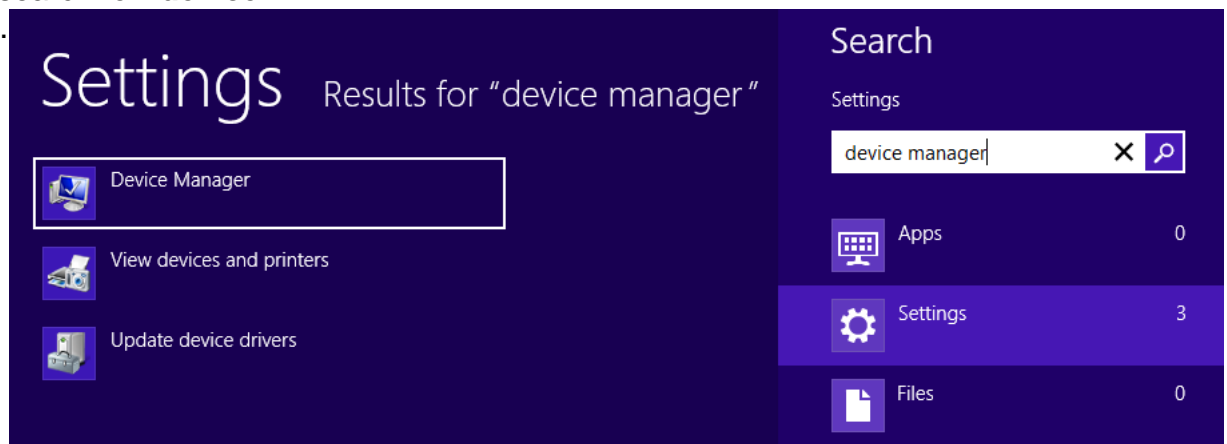 .
Settings Results for “device manager”
Device Manager
View devices and printers
Update device drivers
Search
Settings
device manager
Apps 0
Settings 3
Files 0